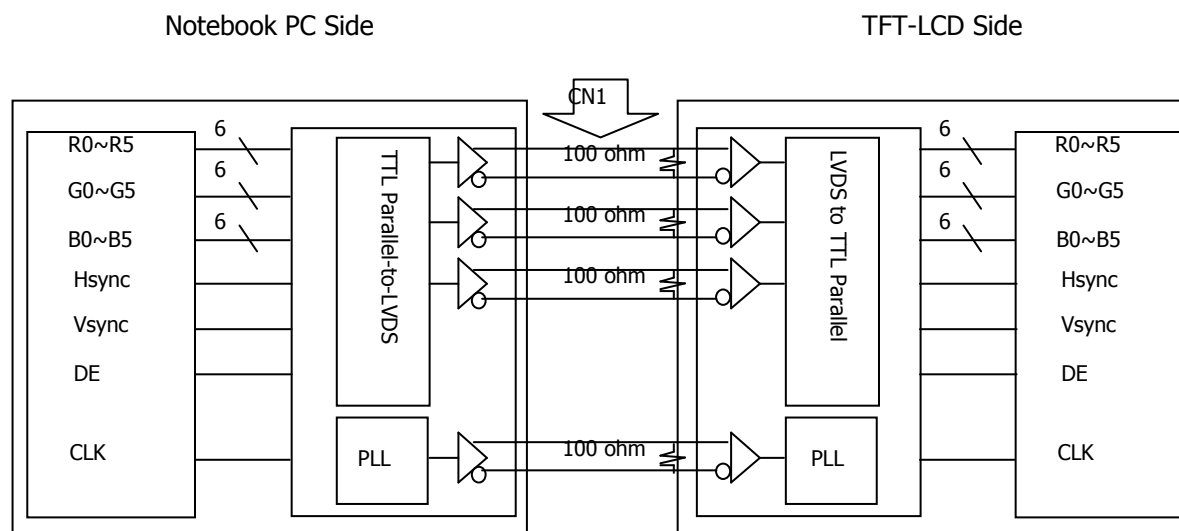 Notebook PC Side
TFT-LCD Side
CN1
R0~R5
6
G0~G5
6
B0~B5
6
Hsync
Vsync
DE
CLK
TTL Parallel-to-LVDS
PLL
100 ohm
100 ohm
100 ohm
100 ohm
LVDS to TTL Parallel
PLL
6
R0~R5
6
G0~G5
6
B0~B5
Hsync
Vsync
DE
CLK